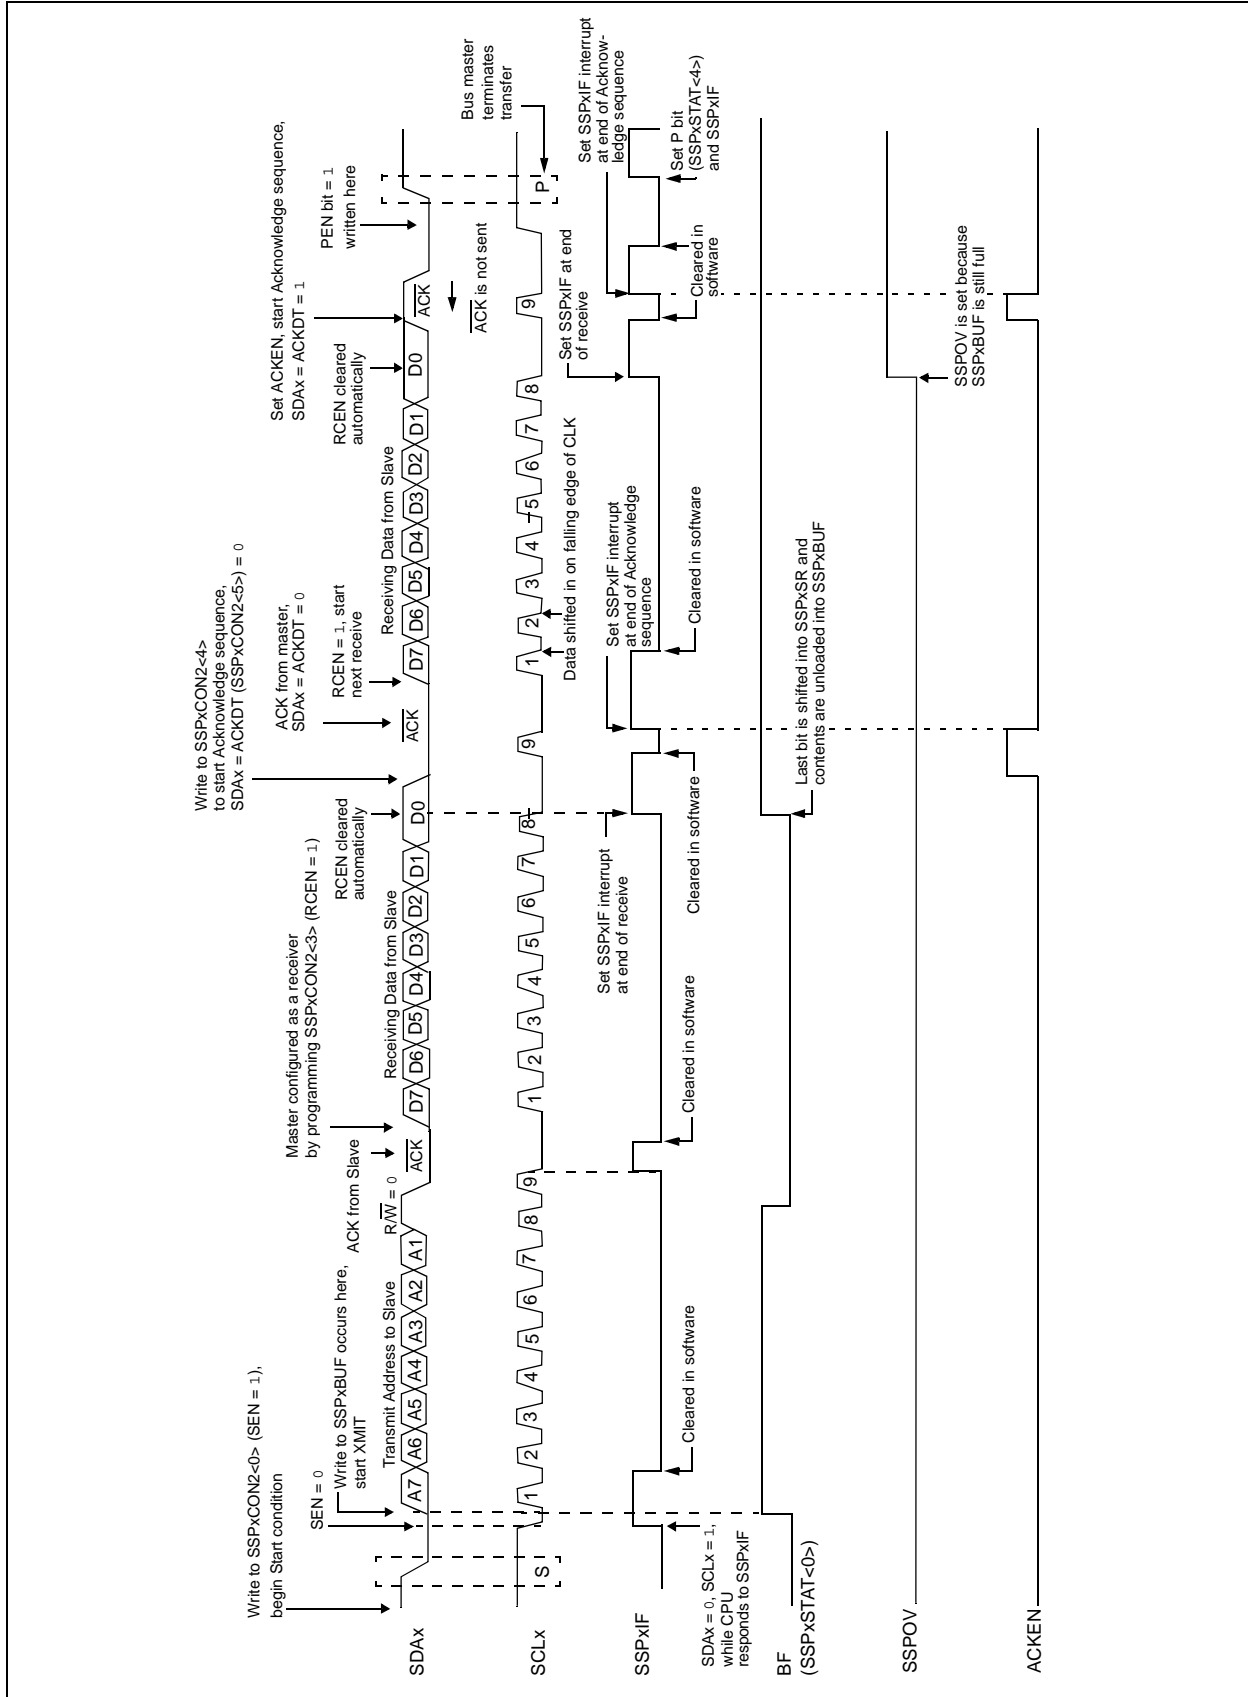 Write to SSPxCON2<0> (SEN = 1),
begin Start condition
SEN = 0
Write to SSPxBUF occurs here,
start XMIT
ACK from Slave
Master configured as a receiver
by programming SSPxCON2<3> (RCEN = 1)
RCEN cleared
automatically
Write to SSPxCON2<4>
to start Acknowledge sequence,
SDAx = ACKDT (SSPxCON2<5>) = 0
ACK from master,
SDAx = ACKDT = 0
RCEN = 1, start
next receive
Set ACKEN, start Acknowledge sequence,
SDAx = ACKDT = 1
RCEN cleared
automatically
PEN bit = 1
written here
Transmit Address to Slave
R/W = 0
Receiving Data from Slave
Receiving Data from Slave
SDAx
A7 A6 A5 A4 A3 A2 A1
ACK
D7 D6 D5 D4 D3 D2 D1 D0
ACK
D7 D6 D5 D4 D3 D2 D1 D0
ACK
ACK is not sent
Bus master
terminates
transfer
SCLx
S
1 2 3 4 5 6 7 8 9
1 2 3 4 5 6 7 8
9
1 2 3 4 5 6 7 8
9
P
Data shifted in on falling edge of CLK
Set SSPxIF interrupt
at end of receive
Set SSPxIF interrupt
at end of Acknowledge
sequence
Set SSPxIF at end
of receive
Set SSPxIF interrupt
at end of Acknow-
ledge sequence
SSPxIF
SDAx = 0, SCLx = 1,
while CPU
responds to SSPxIF
Cleared in software
Cleared in software
Cleared in software
Cleared in software
Cleared in
software
Set P bit
(SSPxSTAT<4>)
and SSPxIF
BF
(SSPxSTAT<0>)
Last bit is shifted into SSPxSR and
contents are unloaded into SSPxBUF
SSPOV
SSPOV is set because
SSPxBUF is still full
ACKEN